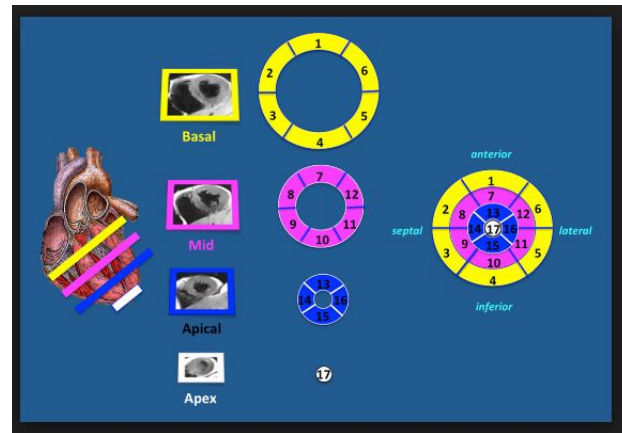 1
2 6
3 5
4
Basal
7
8 12
9 11
10
Mid
13
14 16
15
Apical
17
Apex
anterior
1
7
2 8 13 12 6
septal 14 17 16 lateral
3 9 15 11 5
10
4
inferior